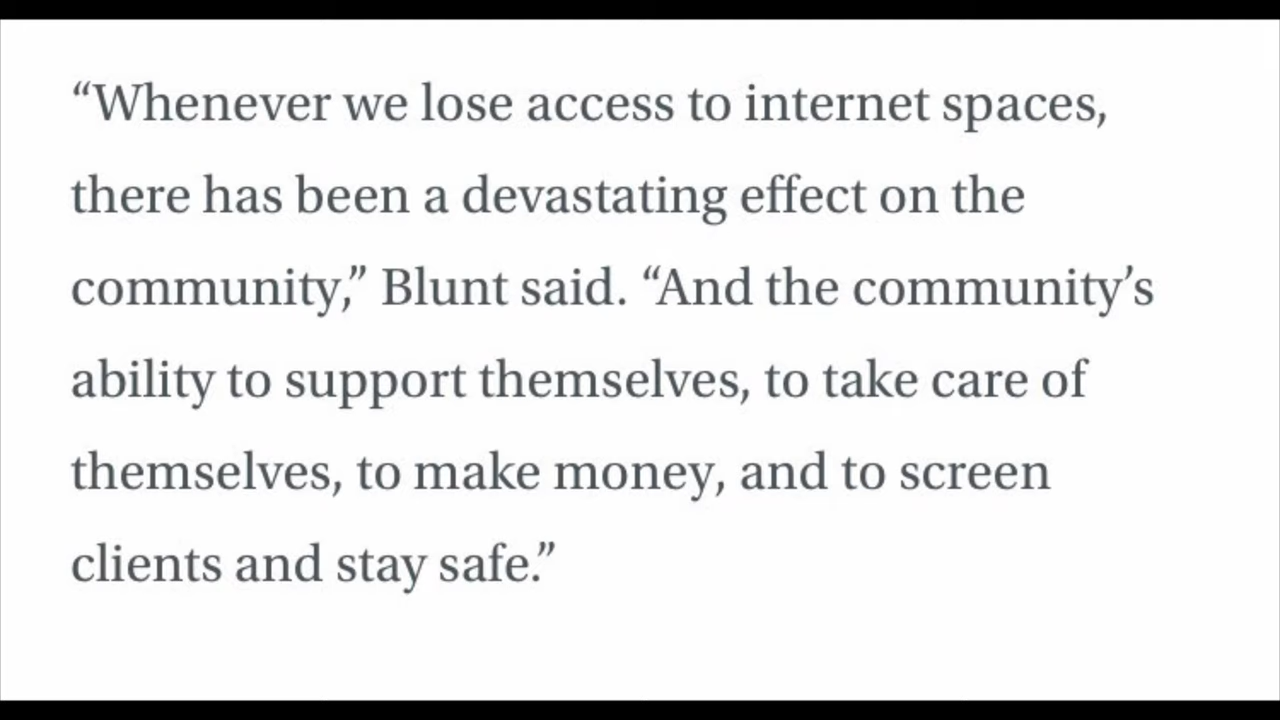 “Whenever we lose access to internet spaces,
there has been a devastating effect on the
community,” Blunt said. “And the community’s
ability to support themselves, to take care of
themselves, to make money, and to screen
clients and stay safe.”